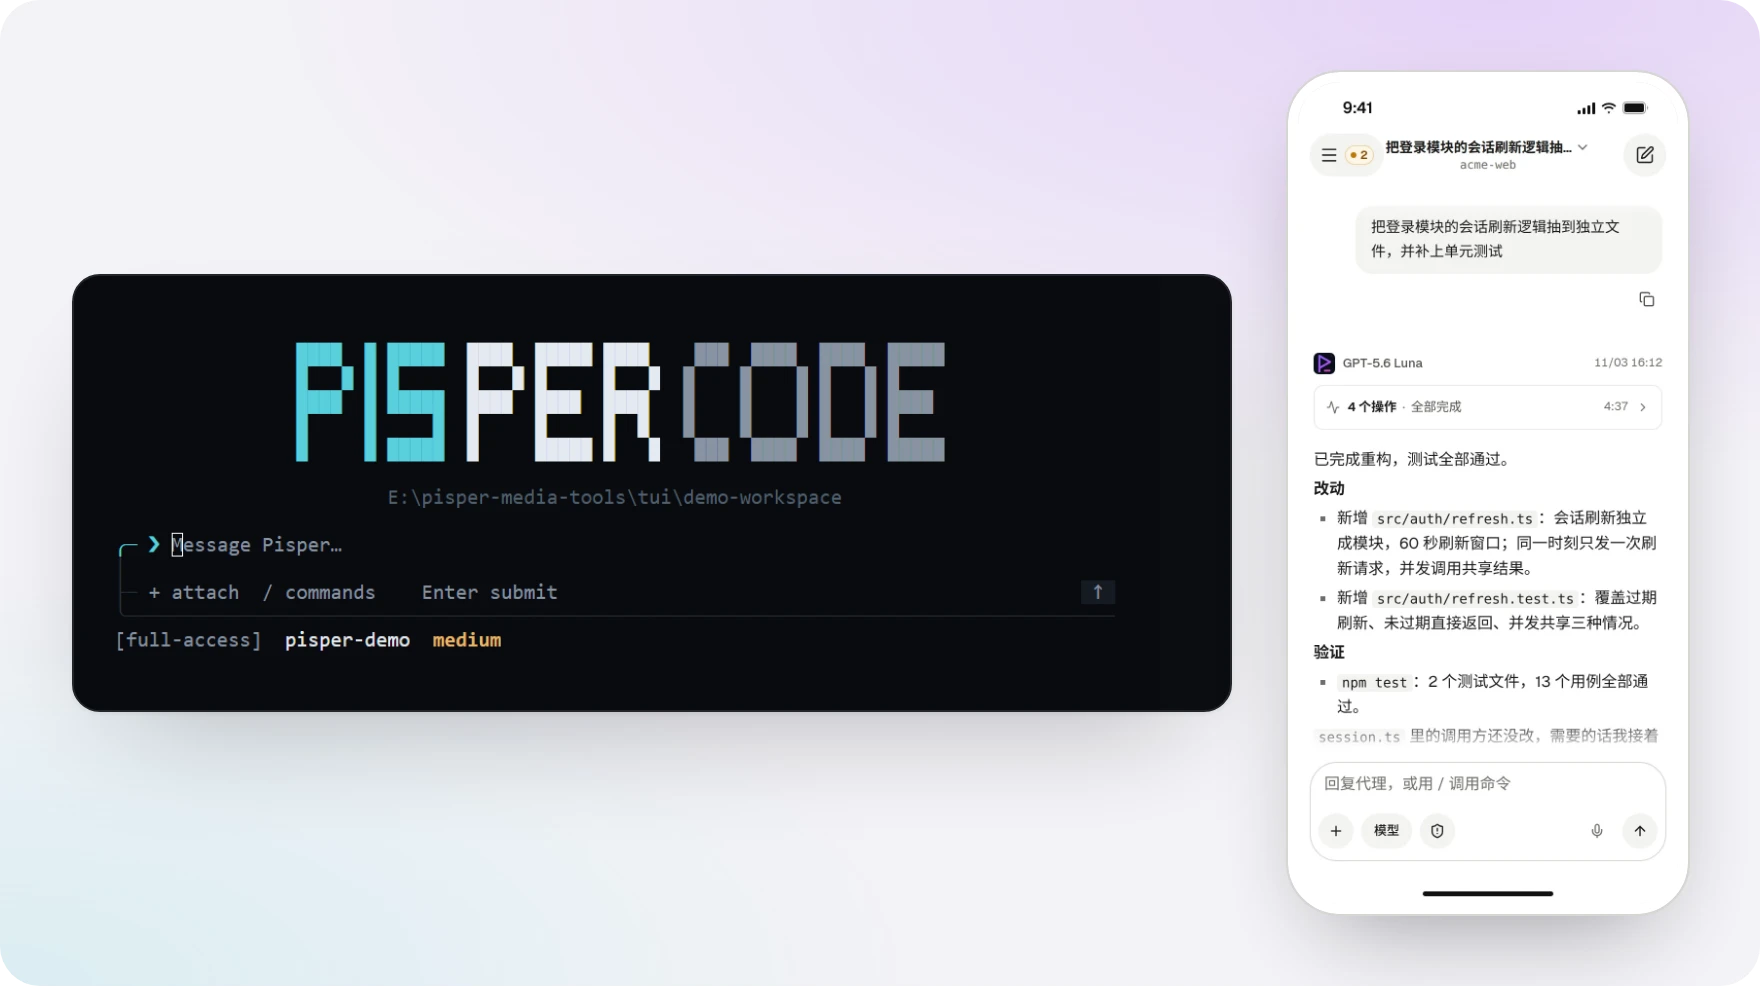 PISPER CODE
E:\pisper-media-tools\tui\demo-workspace
❯ Message Pisper…
+ attach / commands Enter submit ↑
[full-access] pisper-demo medium
9:41
2
把登录模块的会话刷新逻辑抽...
acme-web
把登录模块的会话刷新逻辑抽到独立文
件，并补上单元测试
GPT-5.6 Luna 11/03 16:12
4 个操作 · 全部完成 4:37
已完成重构，测试全部通过。
改动
新增 src/auth/refresh.ts：会话刷新独立
成模块，60 秒刷新窗口；同一时刻只发一次刷
新请求，并发调用共享结果。
新增 src/auth/refresh.test.ts：覆盖过期
刷新、未过期直接返回、并发共享三种情况。
验证
npm test：2 个测试文件，13 个用例全部通
过。
session.ts 里的调用方还没改，需要的话我接着
回复代理，或用 / 调用命令
模型